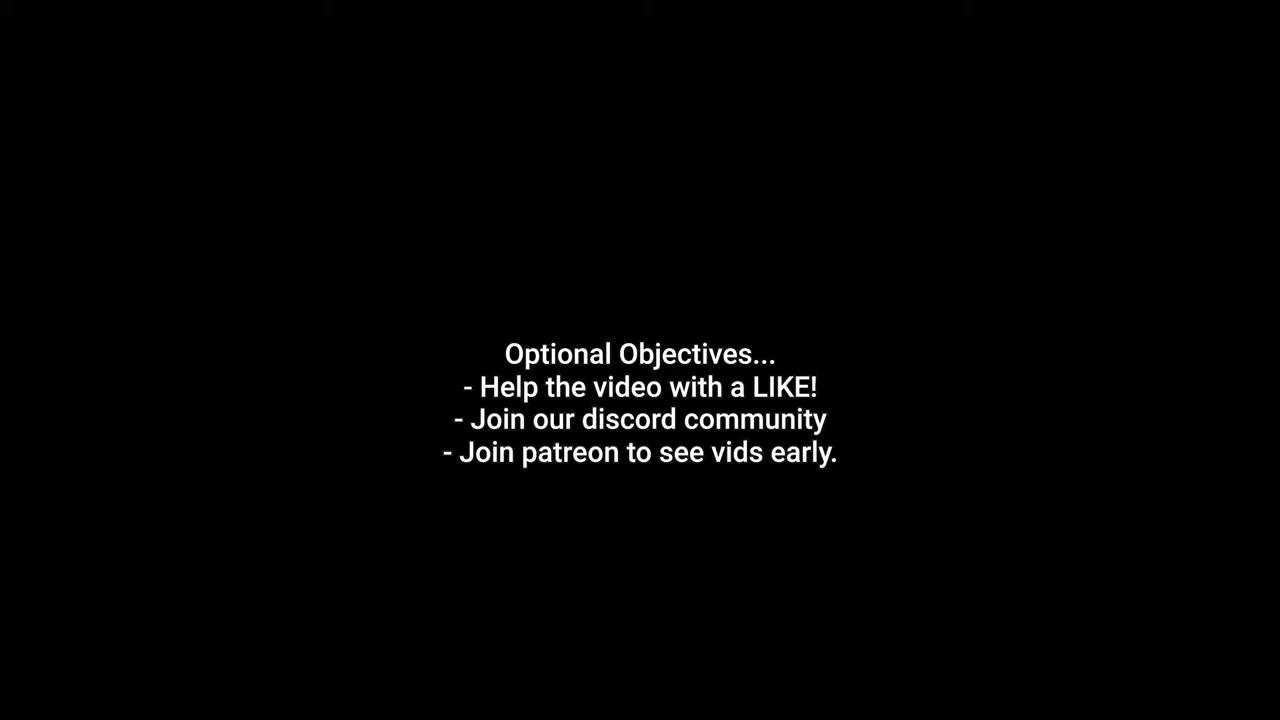 Optional Objectives...
- Help the video with a LIKE!
- Join our discord community
- Join patreon to see vids early.